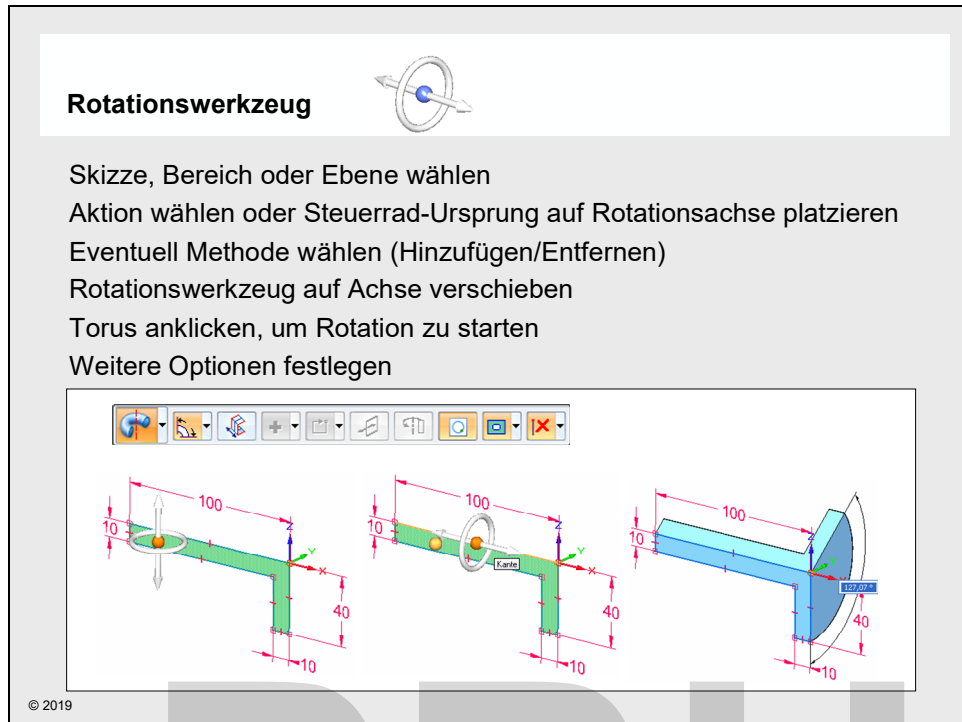 Rotationswerkzeug
Skizze, Bereich oder Ebene wählen
Aktion wählen oder Steuerrad-Ursprung auf Rotationsachse platzieren
Eventuell Methode wählen (Hinzufügen/Entfernen)
Rotationswerkzeug auf Achse verschieben
Torus anklicken, um Rotation zu starten
Weitere Optionen festlegen
100
10
Z
Y
X
40
10
100
10
Z
Y
X
Kante
40
10
100
10
Z
Y
127,07 °
40
10
© 2019